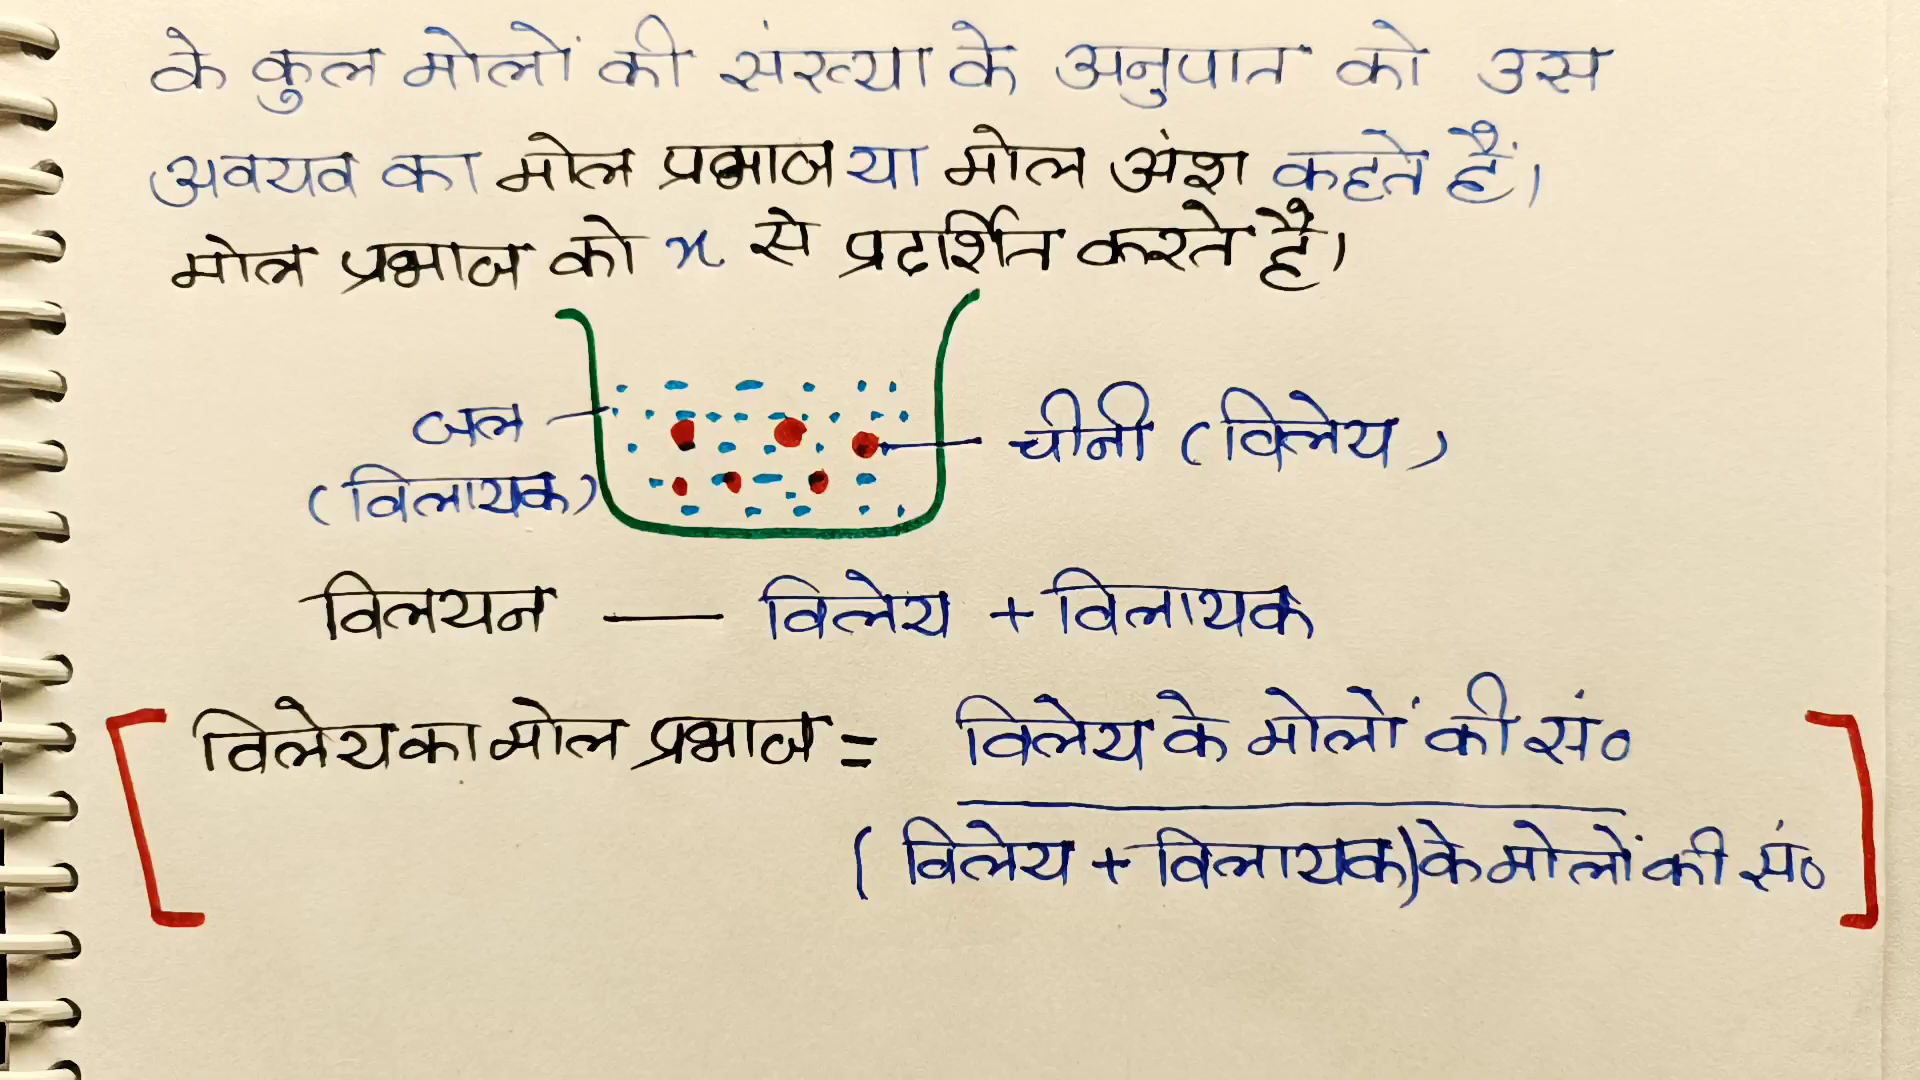 के कुल मोलों की संख्या के अनुपात को उस
अवयव का मोल प्रभाज या मोल अंश कहते हैं।
मोल प्रभाज को x से प्रदर्शित करते है।
जल
(विलायक)
चीनी (विलेय)
विलयन — विलेय + विलायक
विलेय का मोल प्रभाज = विलेय के मोलों की सं०
(विलेय + विलायक) के मोलों की सं०